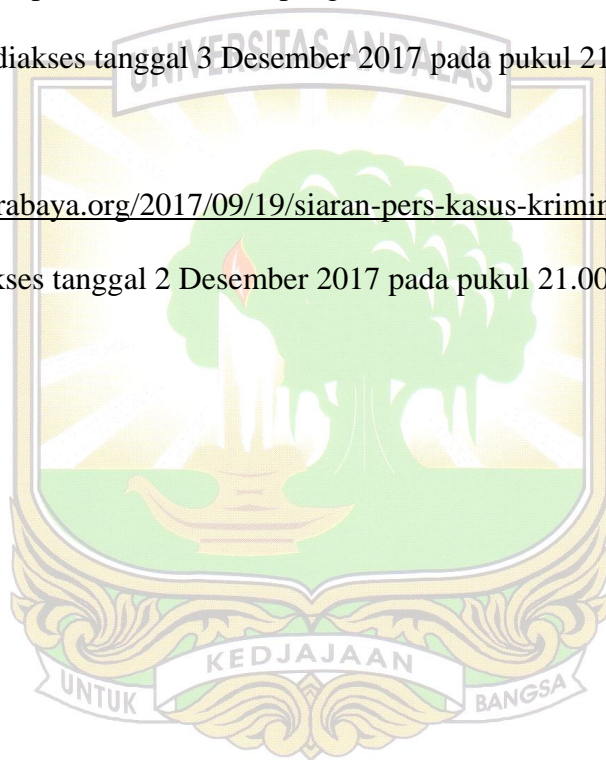 UNIVERSITAS ANDALAS
diakses tanggal 3 Desember 2017 pada pukul 21
rabaya.org/2017/09/19/siaran-pers-kasus-krimin
kses tanggal 2 Desember 2017 pada pukul 21.00
UNTUK KEDJAJAAN BANGSA